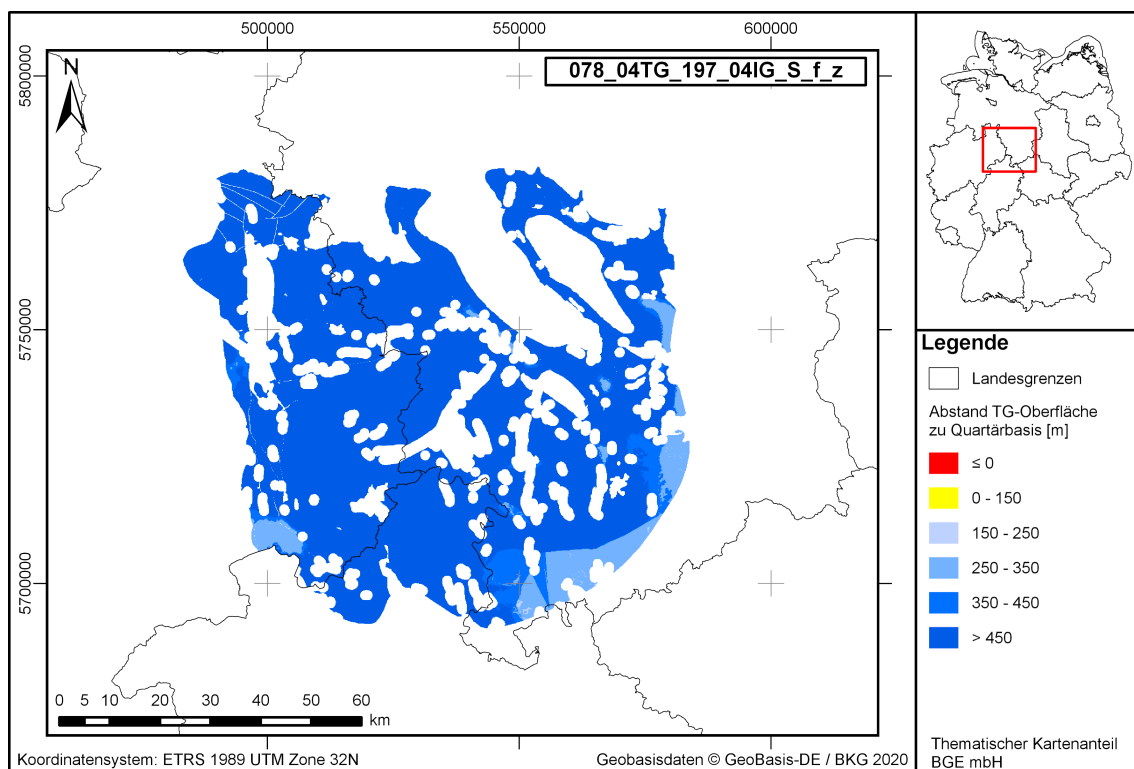 500000
550000
600000
5800000
5750000
5700000
N
078_04TG_197_04IG_S_f_z
0 5 10 20 30 40 50 60
km
Koordinatensystem: ETRS 1989 UTM Zone 32N
Geobasisdaten © GeoBasis-DE / BKG 2020
Legende
Landesgrenzen
Abstand TG-Oberfläche
zu Quartärbasis [m]
≤ 0
0 - 150
150 - 250
250 - 350
350 - 450
> 450
Thematischer Kartenanteil
BGE mbH